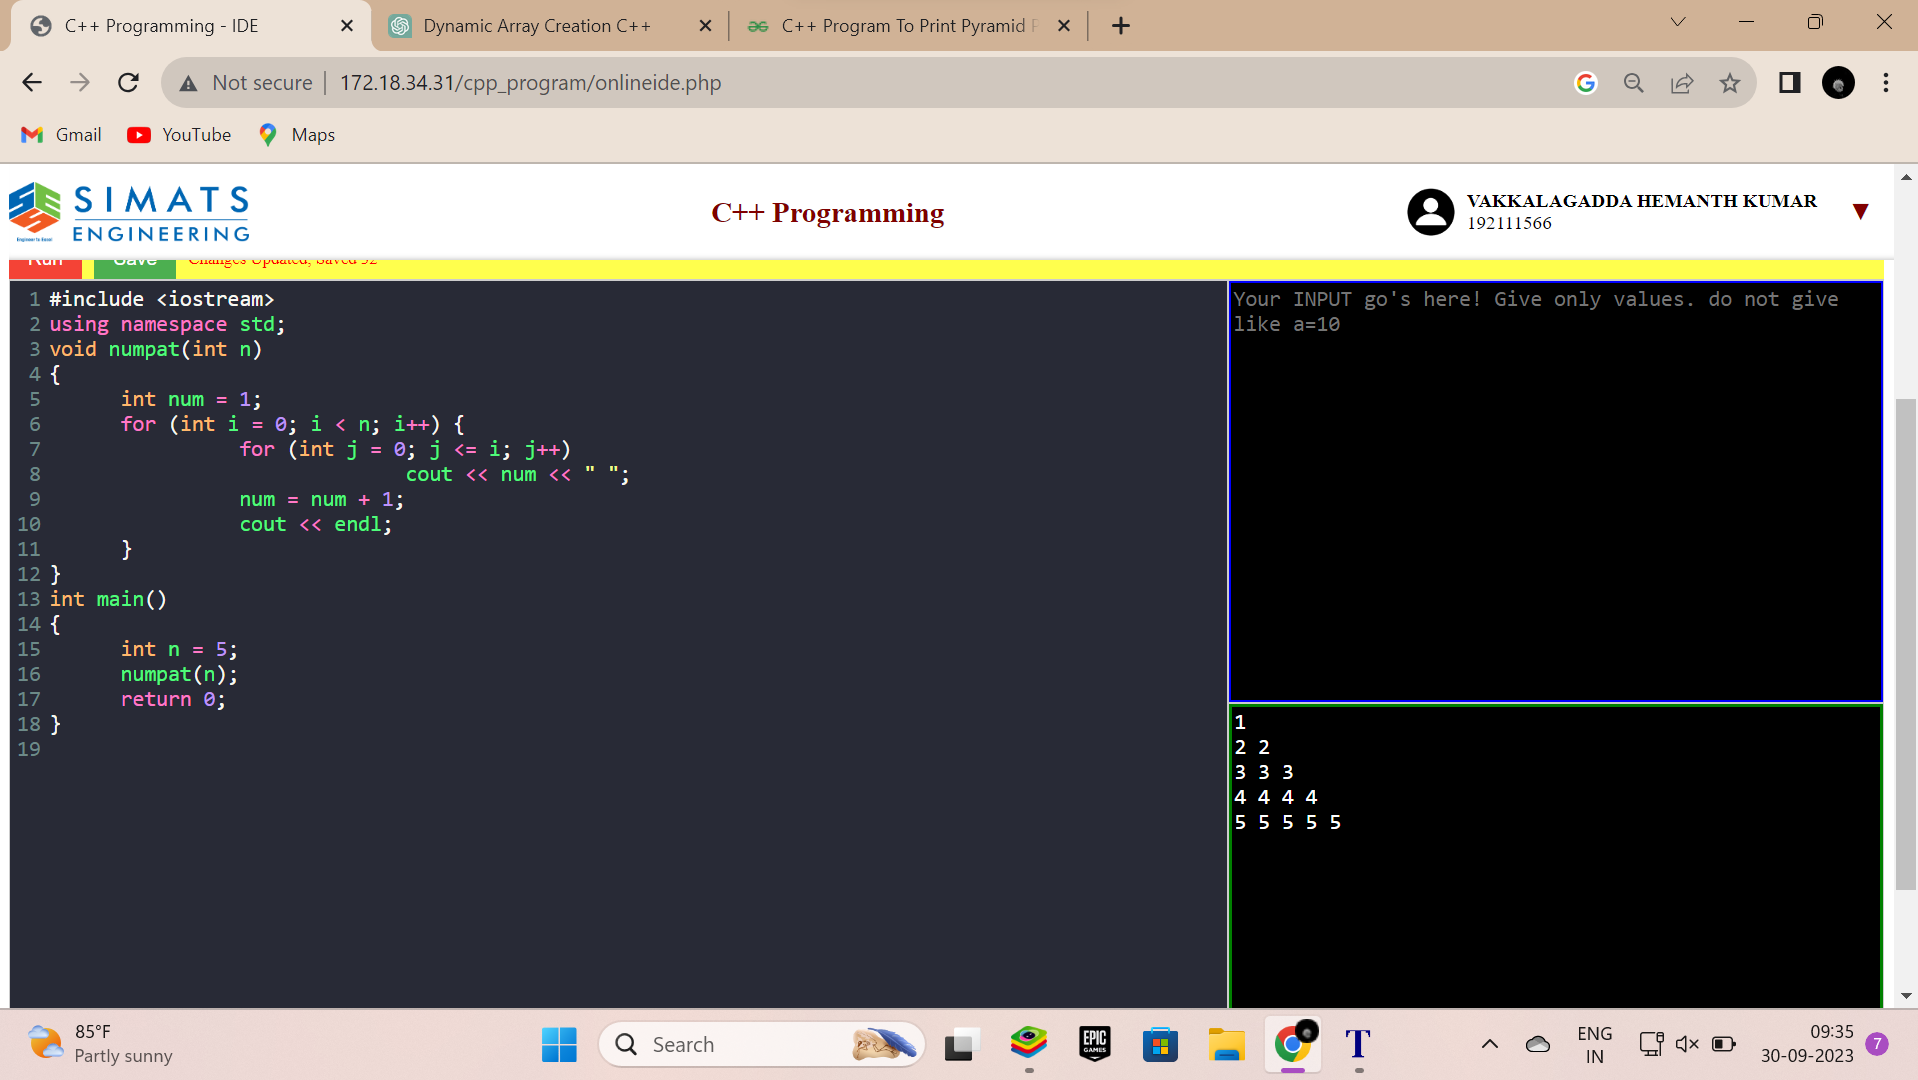 C++ Programming - IDE
Dynamic Array Creation C++
C++ Program To Print Pyramid
Not secure | 172.18.34.31/cpp_program/onlineide.php
Gmail YouTube Maps
SIMATS
ENGINEERING
Engineer to Excel
C++ Programming
VAKKALAGADDA HEMANTH KUMAR
192111566
Run Save Changes Updated, Saved 52
1 #include <iostream>
2 using namespace std;
3 void numpat(int n)
4 {
5 int num = 1;
6 for (int i = 0; i < n; i++) {
7 for (int j = 0; j <= i; j++)
8 cout << num << " ";
9 num = num + 1;
10 cout << endl;
11 }
12 }
13 int main()
14 {
15 int n = 5;
16 numpat(n);
17 return 0;
18 }
19
Your INPUT go's here! Give only values. do not give
like a=10
1
2 2
3 3 3
4 4 4 4
5 5 5 5 5
85°F
Partly sunny
Search
EPIC
GAMES
T
ENG
IN
09:35
30-09-2023
7